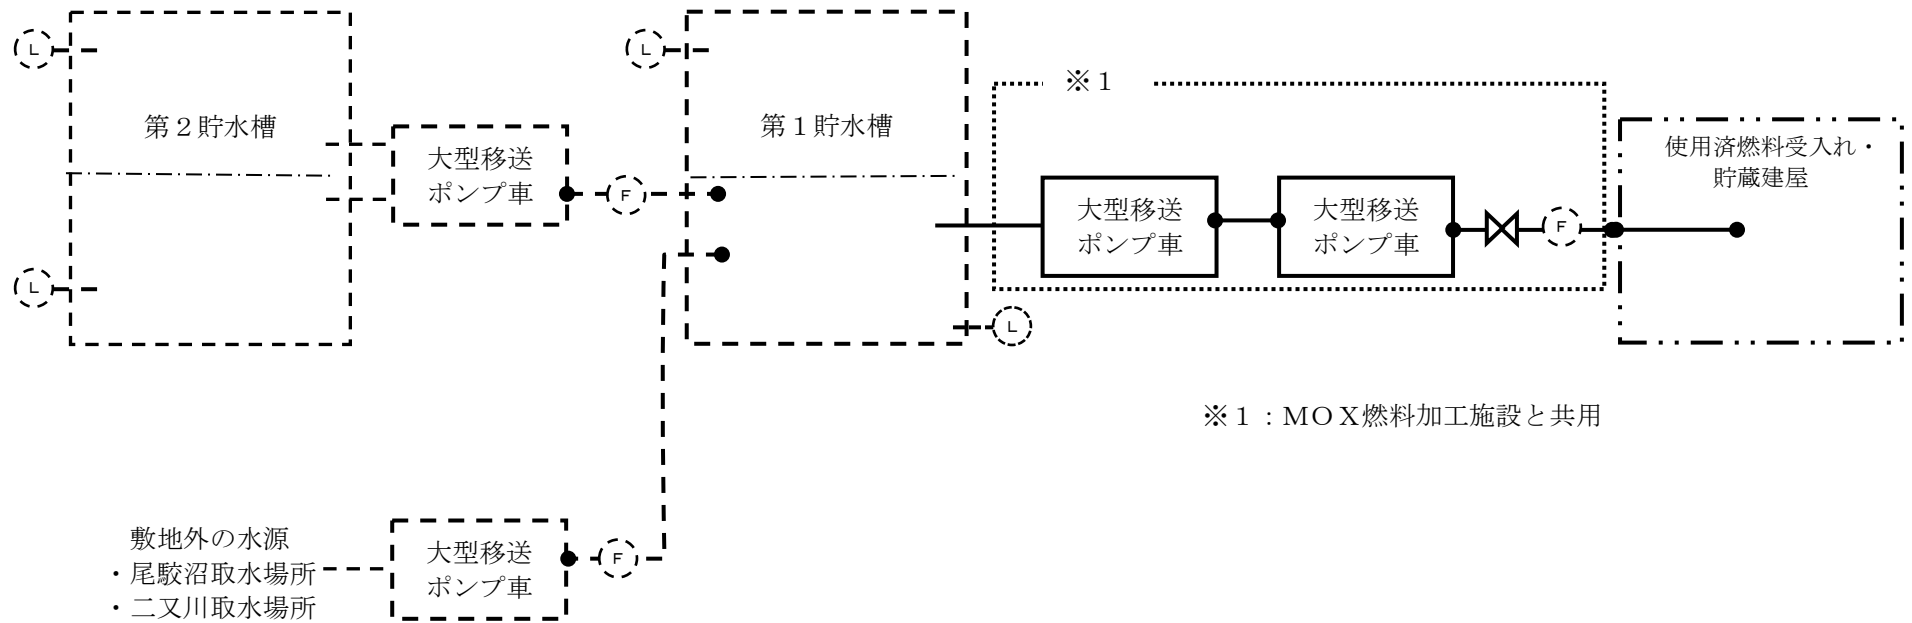 L
L
※１
第２貯水槽
第１貯水槽
大型移送
ポンプ車
F
大型移送
ポンプ車
大型移送
ポンプ車
F
使用済燃料受入れ・
貯蔵建屋
L
L
※１：ＭＯＸ燃料加工施設と共用
敷地外の水源
・尾駮沼取水場所
・二又川取水場所
大型移送
ポンプ車
F